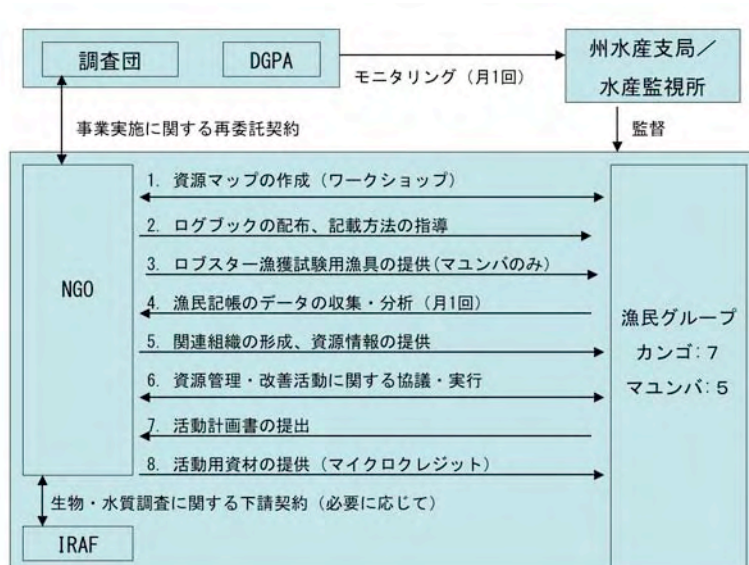 調査団
DGPA
モニタリング（月1回）
州水産支局／
水産監視所
事業実施に関する再委託契約
監督
NGO
1. 資源マップの作成（ワークショップ）
2. ログブックの配布、記載方法の指導
3. ロブスター漁獲試験用漁具の提供(マユンバのみ)
4. 漁民記帳のデータの収集・分析（月1回）
5. 関連組織の形成、資源情報の提供
6. 資源管理・改善活動に関する協議・実行
7. 活動計画書の提出
8. 活動用資材の提供（マイクロクレジット）
漁民グループ
カンゴ：7
マユンバ：5
生物・水質調査に関する下請契約（必要に応じて）
IRAF